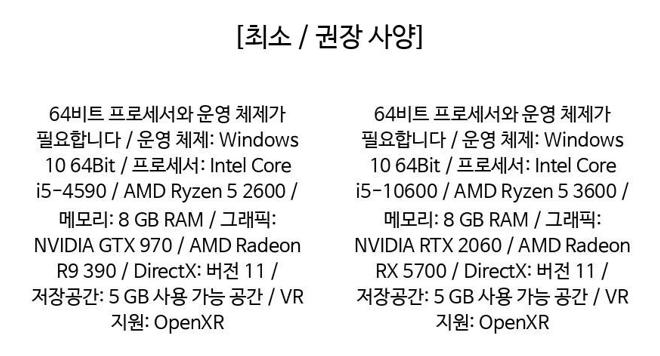 [최소 / 권장 사양]
64비트 프로세서와 운영 체제가
필요합니다 / 운영 체제: Windows
10 64Bit / 프로세서: Intel Core
i5-4590 / AMD Ryzen 5 2600 /
메모리: 8 GB RAM / 그래픽:
NVIDIA GTX 970 / AMD Radeon
R9 390 / DirectX: 버전 11 /
저장공간: 5 GB 사용 가능 공간 / VR
지원: OpenXR
64비트 프로세서와 운영 체제가
필요합니다 / 운영 체제: Windows
10 64Bit / 프로세서: Intel Core
i5-10600 / AMD Ryzen 5 3600 /
메모리: 8 GB RAM / 그래픽:
NVIDIA RTX 2060 / AMD Radeon
RX 5700 / DirectX: 버전 11 /
저장공간: 5 GB 사용 가능 공간 / VR
지원: OpenXR